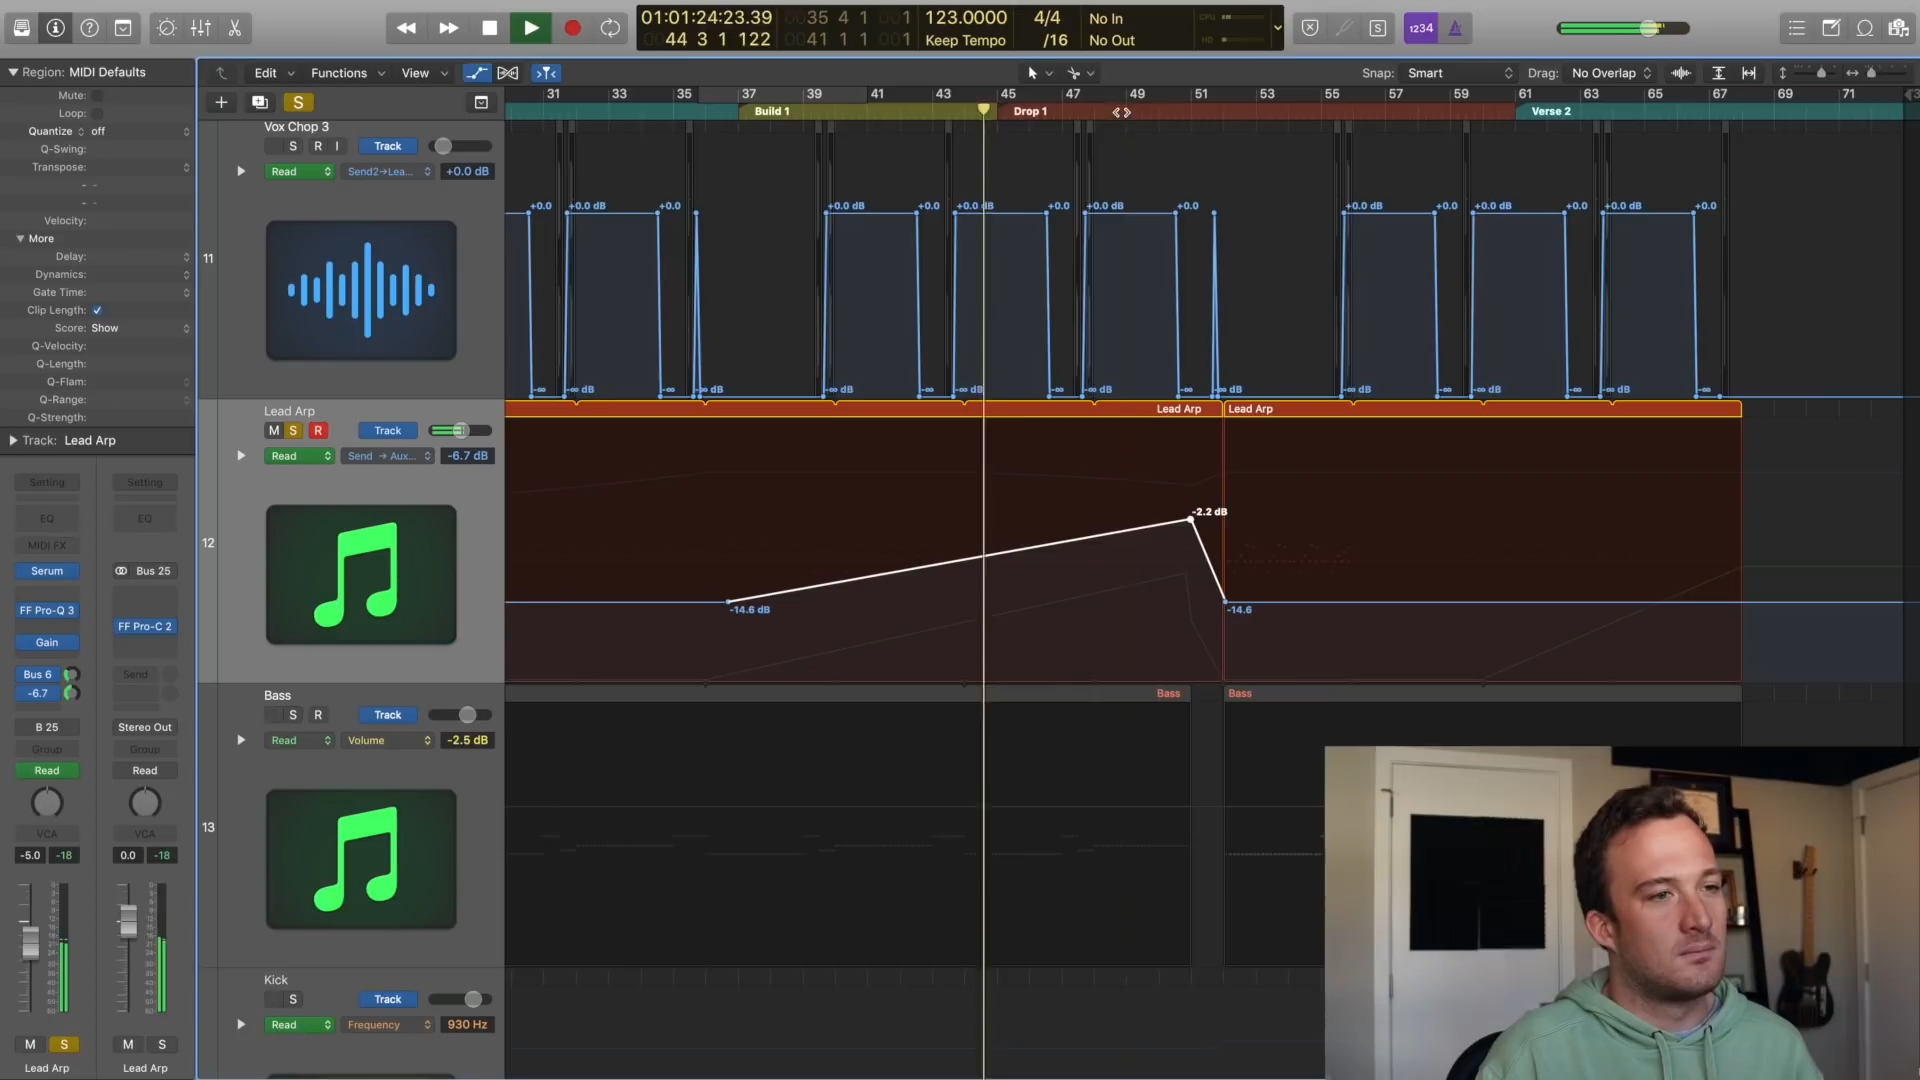 01:01:24:23.39
0035 4 1 001
123.0000
4/4
No In
CPU
0044 3 1 122
0041 1 1 001
Keep Tempo
/16
No Out
HD
1234
S
Region: MIDI Defaults
Edit
Functions
View
Snap: Smart
Drag: No Overlap
S
31 33 35 37 39 41 43 45 47 49 51 53 55 57 59 61 63 65 67 69 71
Build 1
Drop 1
Verse 2
Mute:
Loop:
Quantize off
Q-Swing:
Transpose:
Velocity:
More
Delay:
Dynamics:
Gate Time:
Clip Length:
Score: Show
Q-Velocity:
Q-Length:
Q-Flam:
Q-Range:
Q-Strength:
Track: Lead Arp
Vox Chop 3
S R I Track
Read Send2→Lea... +0.0 dB
+0.0 +0.0 dB +0.0 +0.0 dB +0.0 +0.0 dB +0.0 +0.0 dB +0.0 +0.0 dB +0.0 +0.0 dB +0.0 +0.0 dB +0.0
11
-∞ -∞ dB -∞ -∞ dB -∞ dB -∞ -∞ dB -∞ -∞ dB -∞ -∞ dB -∞ dB -∞ -∞ dB -∞ -∞ dB -∞
Lead Arp
Lead Arp
Lead Arp
M S R Track
Read Send → Aux... -6.7 dB
-2.2 dB
12
-14.6 dB
-14.6
Bass
Bass
Bass
S R Track
Read Volume -2.5 dB
13
Kick
S Track
Read Frequency 930 Hz
Setting
Setting
EQ
EQ
MIDI FX
Serum
Bus 25
FF Pro-Q 3
FF Pro-C 2
Gain
Bus 6
Send
-6.7
B 25
Stereo Out
Group
Group
Read
Read
VCA
VCA
-5.0 -18
0.0 -18
M S
M S
Lead Arp
Lead Arp